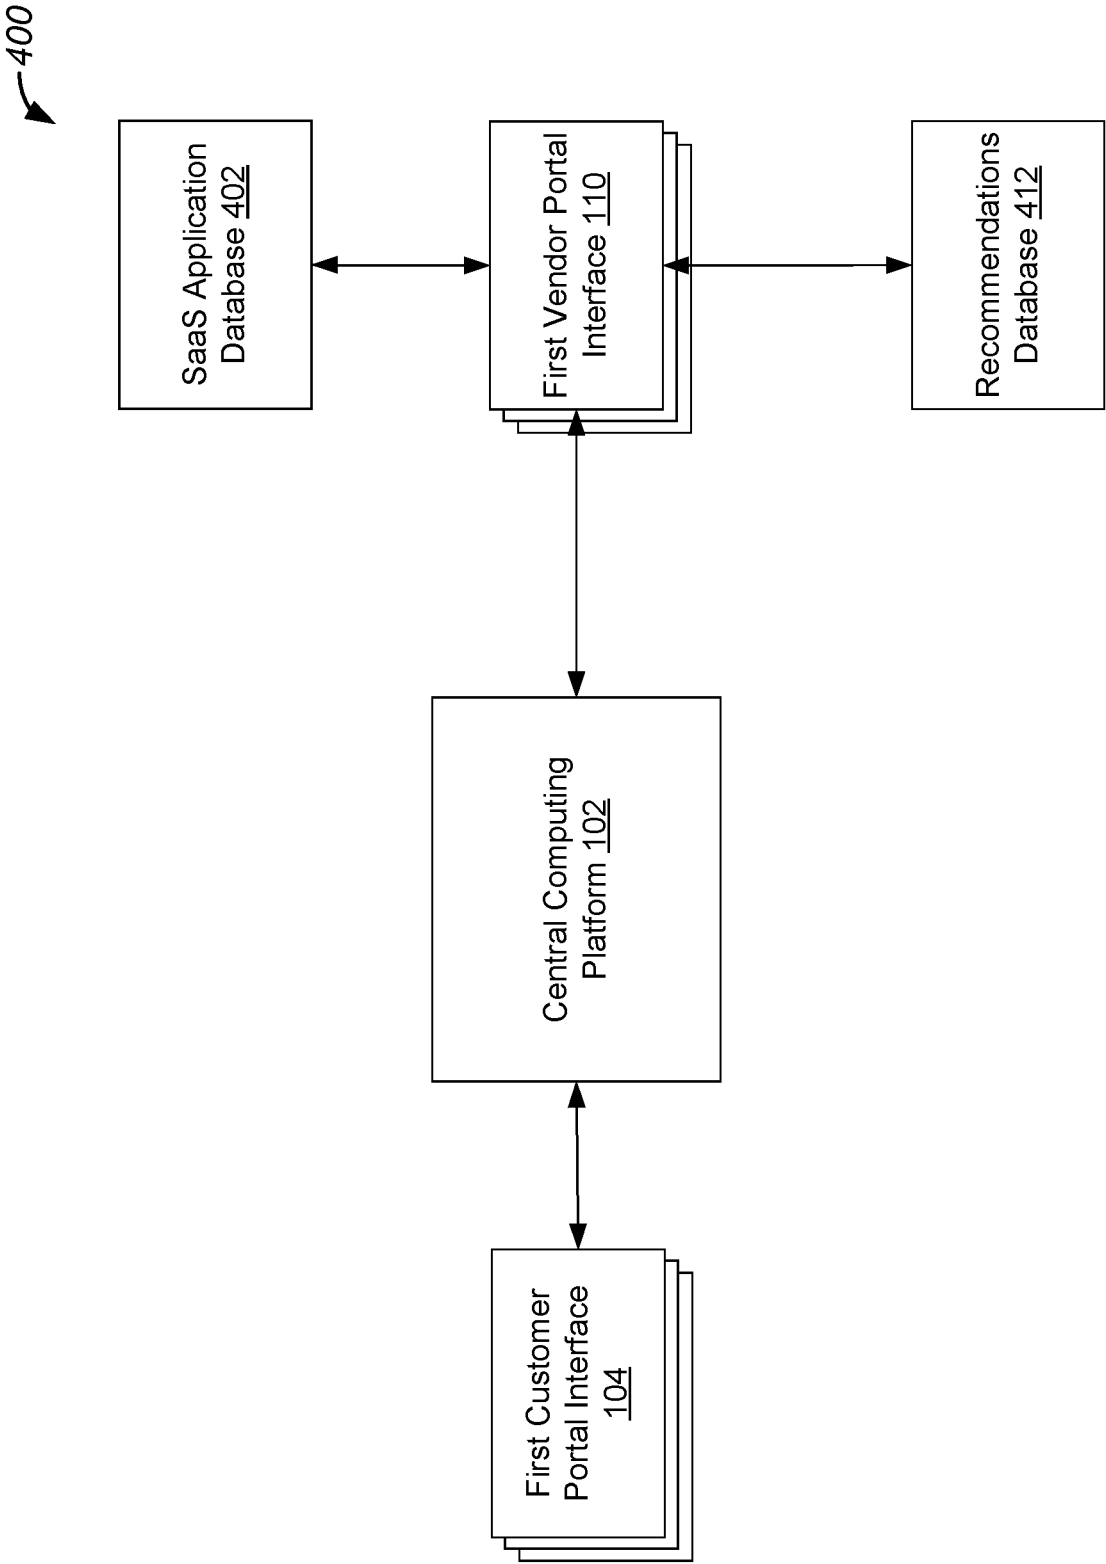 400
SaaS Application
Database 402
First Vendor Portal
Interface 110
Recommendations
Database 412
Central Computing
Platform 102
First Customer
Portal Interface
104